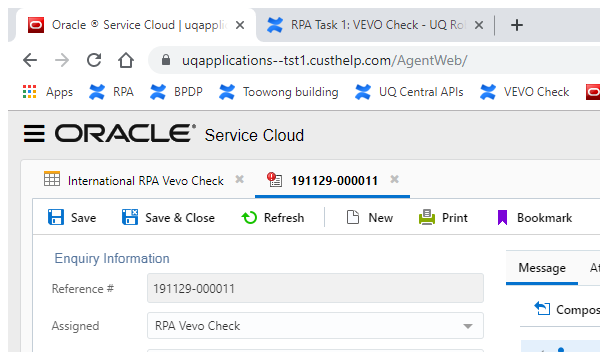 Oracle ® Service Cloud | uqap
RPA Task 1: VEVO Check - UQ Ro
uqapplications--tst1.custhelp.com/AgentWeb/
Apps RPA BPDP Toowong building UQ Central APIs VEVO Check
ORACLE® Service Cloud
International RPA Vevo Check 191129-000011
Save Save & Close Refresh New Print Bookmark
Enquiry Information
Message At
Reference # 191129-000011
Compos
Assigned RPA Vevo Check